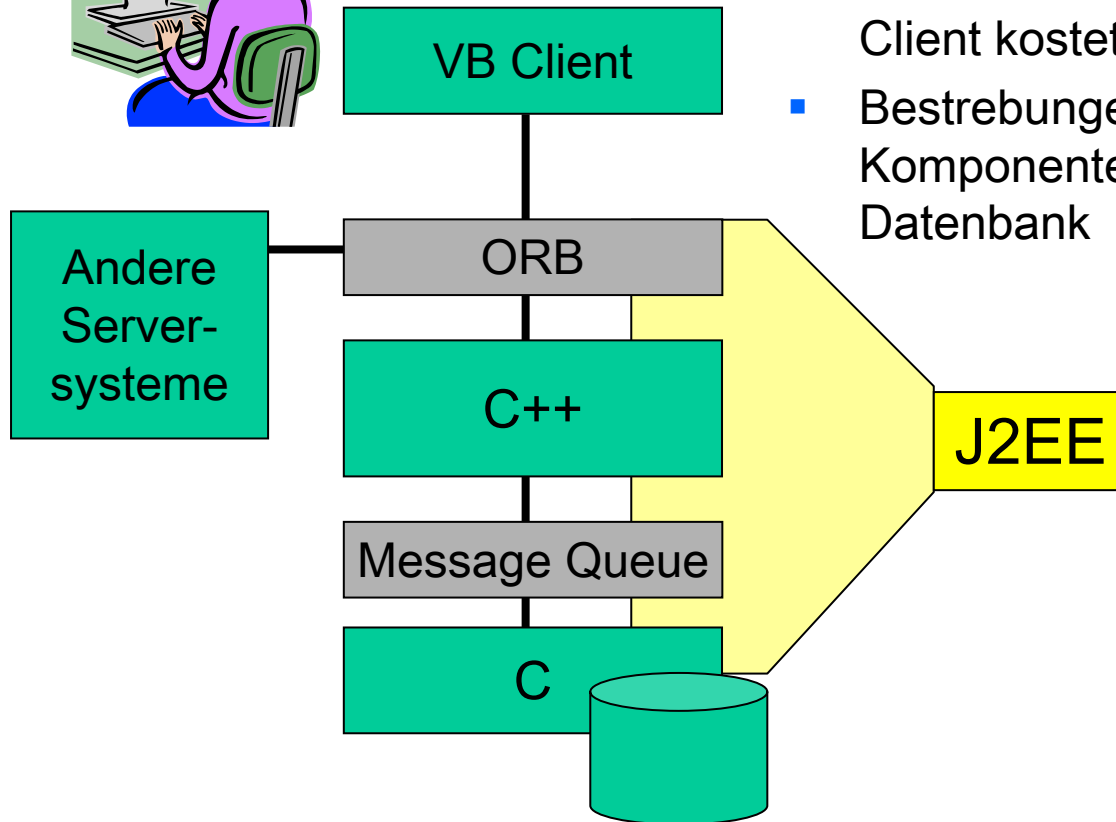 VB Client
Client kostet
Bestrebunge
Komponente
Datenbank
ORB
Andere
Server-
systeme
C++
J2EE
Message Queue
C